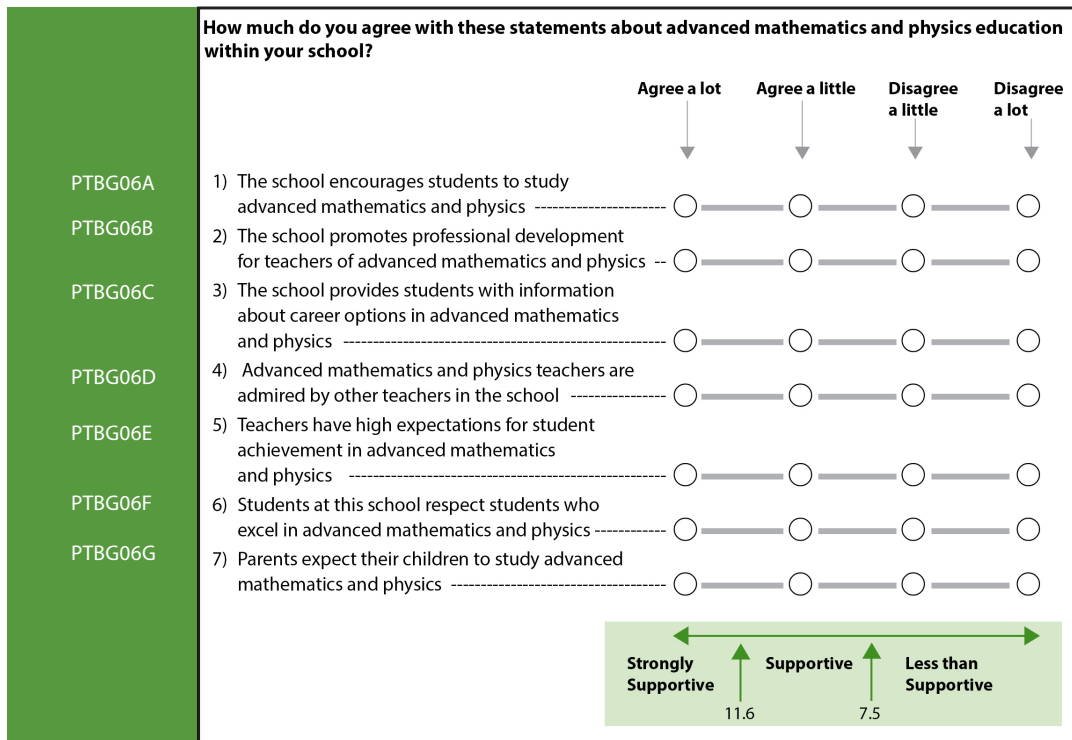 How much do you agree with these statements about advanced mathematics and physics education
within your school?
Agree a lot
Agree a little
Disagree
a little
Disagree
a lot
PTBG06A
1) The school encourages students to study
advanced mathematics and physics ----------------------
PTBG06B
2) The school promotes professional development
for teachers of advanced mathematics and physics --
PTBG06C
3) The school provides students with information
about career options in advanced mathematics
and physics ------------------------------------------------------
PTBG06D
4) Advanced mathematics and physics teachers are
admired by other teachers in the school ----------------
PTBG06E
5) Teachers have high expectations for student
achievement in advanced mathematics
and physics -----------------------------------------------------
PTBG06F
6) Students at this school respect students who
excel in advanced mathematics and physics ------------
PTBG06G
7) Parents expect their children to study advanced
mathematics and physics ------------------------------------
Strongly
Supportive
Supportive
Less than
Supportive
11.6
7.5